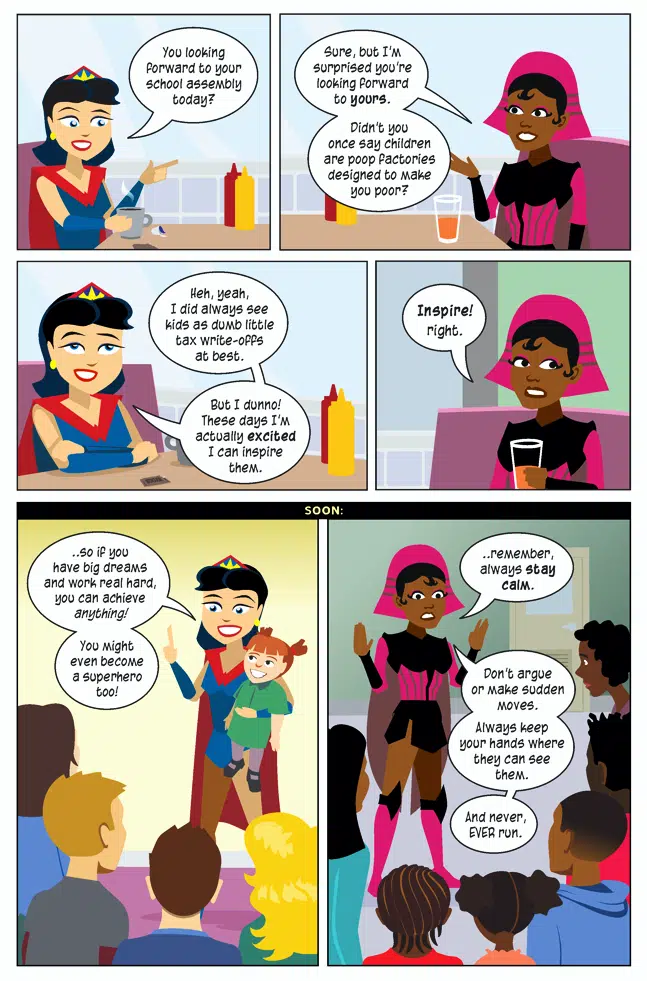 You looking
forward to your
school assembly
today?
Sure, but I'm
surprised you're
looking forward
to yours.
Didn't you
once say children
are poop factories
designed to make
you poor?
Heh, yeah,
I did always see
kids as dumb little
tax write-offs
at best.
But I dunno!
These days I'm
actually excited
I can inspire
them.
Inspire!
right.
SOON:
..so if you
have big dreams
and work real hard,
you can achieve
anything!
You might
even become
a superhero
too!
..remember,
always stay
calm.
Don't argue
or make sudden
moves.
Always keep
your hands where
they can see
them.
And never,
EVER run.